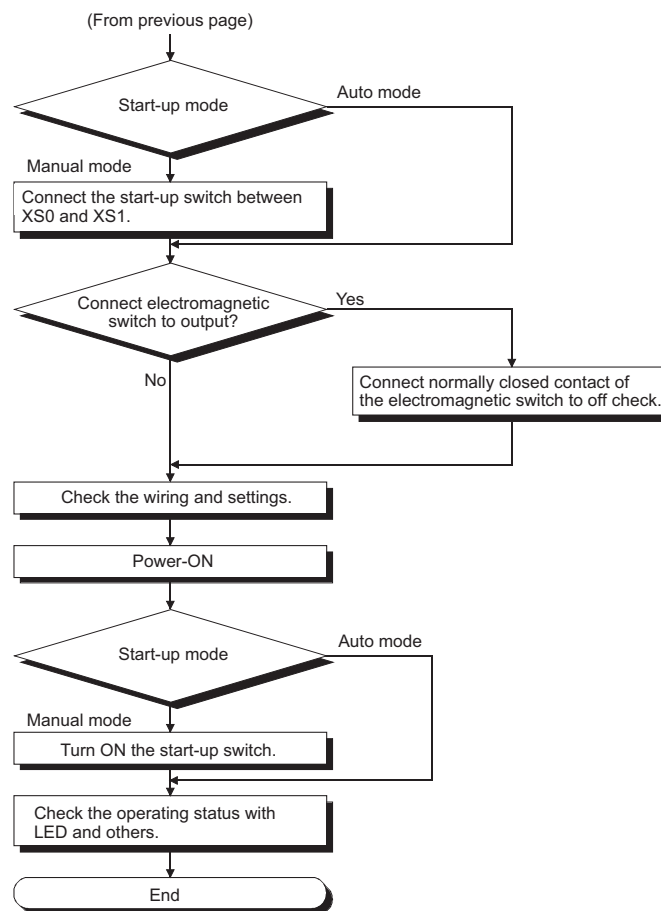 (From previous page)
Start-up mode
Auto mode
Manual mode
Connect the start-up switch between
XS0 and XS1.
Connect electromagnetic
switch to output?
Yes
No
Connect normally closed contact of
the electromagnetic switch to off check.
Check the wiring and settings.
Power-ON
Start-up mode
Auto mode
Manual mode
Turn ON the start-up switch.
Check the operating status with
LED and others.
End